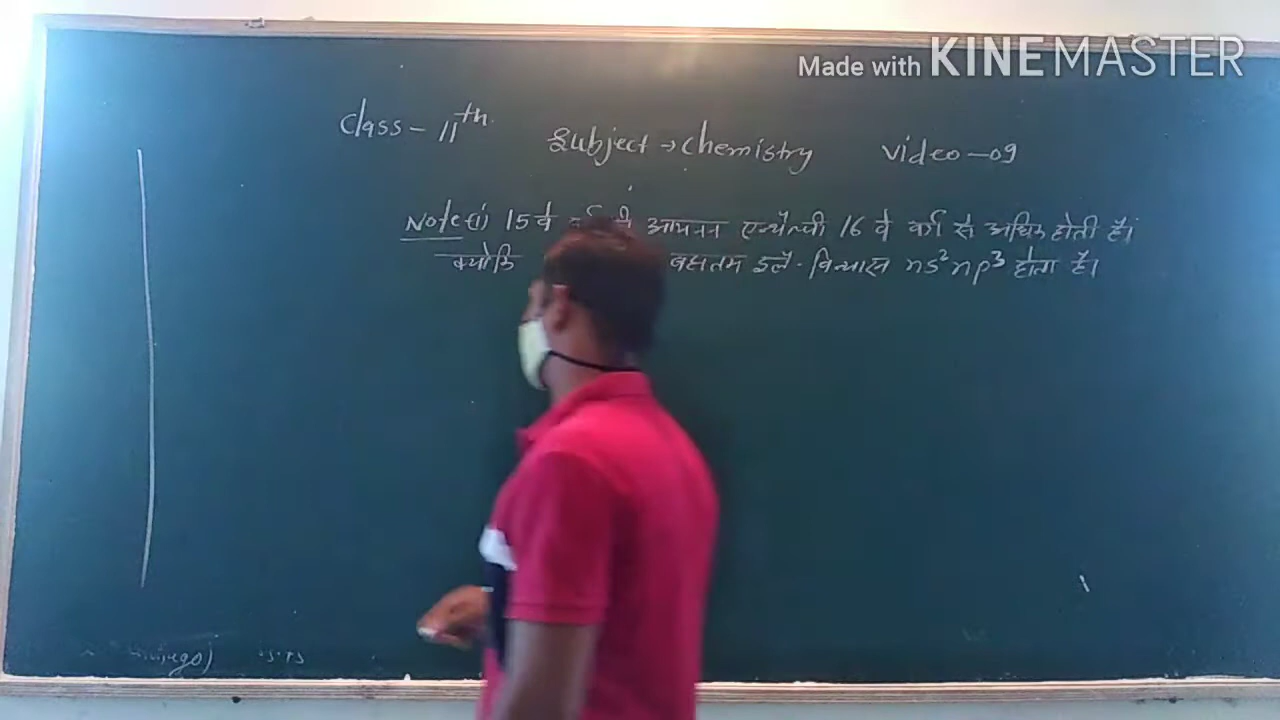 Made with KINEMASTER
Class - 11th Subject → Chemistry Video - 09
Note (i) 15 वे आयनन एन्थैल्पी 16 वे वर्ग से अधिक होती है।
क्योकि बाह्यतम इले. विन्यास ns² np³ होता है।